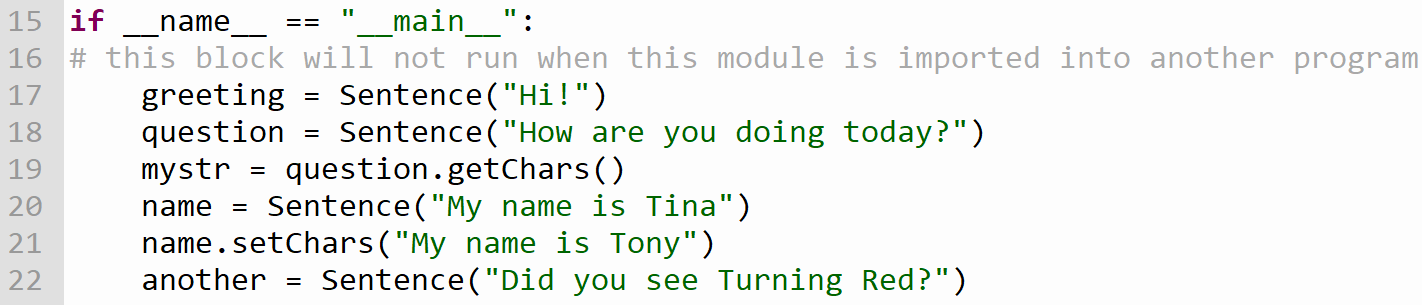 15 if __name__ == "__main__":
16 # this block will not run when this module is imported into another program
17     greeting = Sentence("Hi!")
18     question = Sentence("How are you doing today?")
19     mystr = question.getChars()
20     name = Sentence("My name is Tina")
21     name.setChars("My name is Tony")
22     another = Sentence("Did you see Turning Red?")